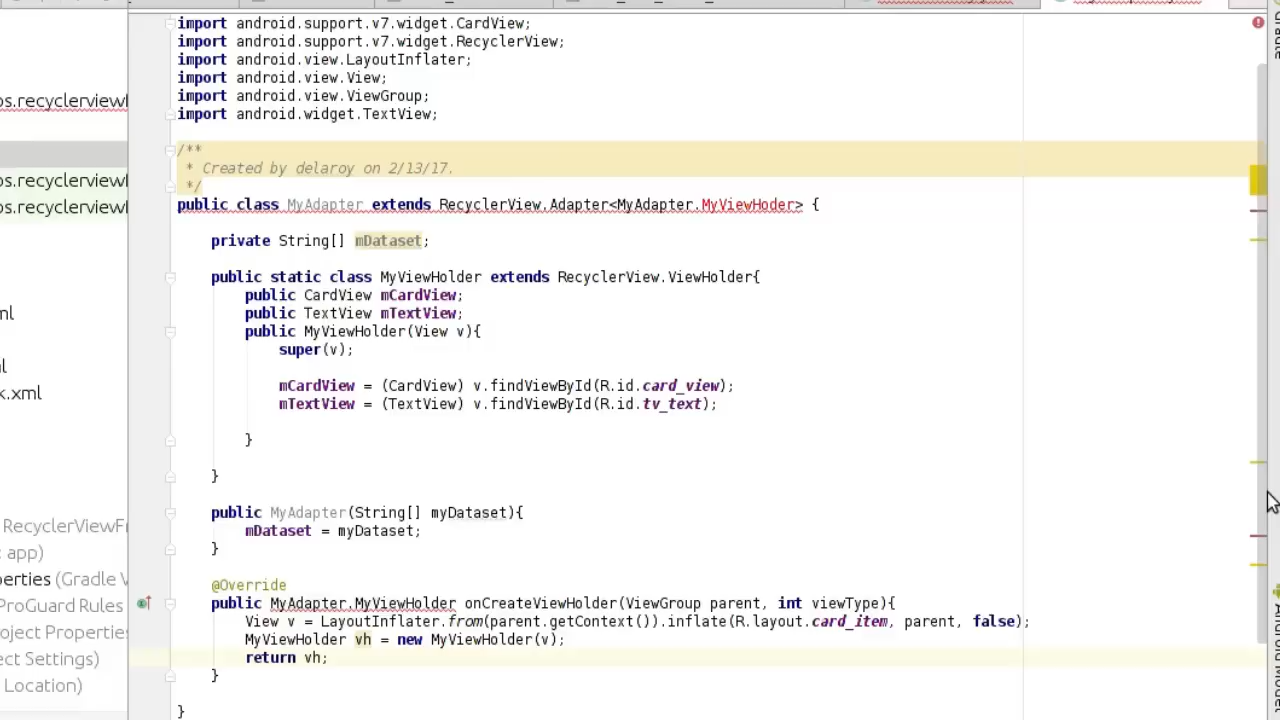 import android.support.v7.widget.CardView;
import android.support.v7.widget.RecyclerView;
import android.view.LayoutInflater;
import android.view.View;
import android.view.ViewGroup;
import android.widget.TextView;
/**
* Created by delaroy on 2/13/17.
*/
public class MyAdapter extends RecyclerView.Adapter<MyAdapter.MyViewHoder> {
private String[] mDataset;
public static class MyViewHolder extends RecyclerView.ViewHolder{
public CardView mCardView;
public TextView mTextView;
public MyViewHolder(View v){
super(v);
mCardView = (CardView) v.findViewById(R.id.card_view);
mTextView = (TextView) v.findViewById(R.id.tv_text);
}
}
public MyAdapter(String[] myDataset){
mDataset = myDataset;
}
@Override
public MyAdapter.MyViewHolder onCreateViewHolder(ViewGroup parent, int viewType){
View v = LayoutInflater.from(parent.getContext()).inflate(R.layout.card_item, parent, false);
MyViewHolder vh = new MyViewHolder(v);
return vh;
}
}
os.recyclerview
os.recyclerview
os.recyclerview
ml
k.xml
RecyclerViewFr
: app)
perties (Gradle V
ProGuard Rules
oject Properties
ect Settings)
Location)